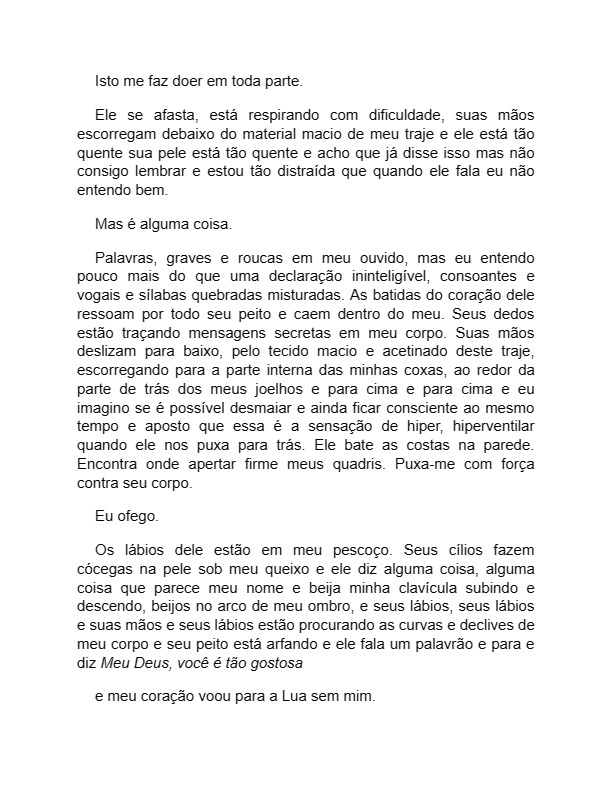 Isto me faz doer em toda parte.
Ele se afasta, está respirando com dificuldade, suas mãos
escorregam debaixo do material macio de meu traje e ele está tão
quente sua pele está tão quente e acho que já disse isso mas não
consigo lembrar e estou tão distraída que quando ele fala eu não
entendo bem.
Mas é alguma coisa.
Palavras, graves e roucas em meu ouvido, mas eu entendo
pouco mais do que uma declaração ininteligível, consoantes e
vogais e sílabas quebradas misturadas. As batidas do coração dele
ressoam por todo seu peito e caem dentro do meu. Seus dedos
estão traçando mensagens secretas em meu corpo. Suas mãos
deslizam para baixo, pelo tecido macio e acetinado deste traje,
escorregando para a parte interna das minhas coxas, ao redor da
parte de trás dos meus joelhos e para cima e para cima e eu
imagino se é possível desmaiar e ainda ficar consciente ao mesmo
tempo e aposto que essa é a sensação de hiper, hiperventilar
quando ele nos puxa para trás. Ele bate as costas na parede.
Encontra onde apertar firme meus quadris. Puxa-me com força
contra seu corpo.
Eu ofego.
Os lábios dele estão em meu pescoço. Seus cílios fazem
cócegas na pele sob meu queixo e ele diz alguma coisa, alguma
coisa que parece meu nome e beija minha clavícula subindo e
descendo, beijos no arco de meu ombro, e seus lábios, seus lábios
e suas mãos e seus lábios estão procurando as curvas e declives de
meu corpo e seu peito está arfando e ele fala um palavrão e para e
diz Meu Deus, você é tão gostosa
e meu coração voou para a Lua sem mim.